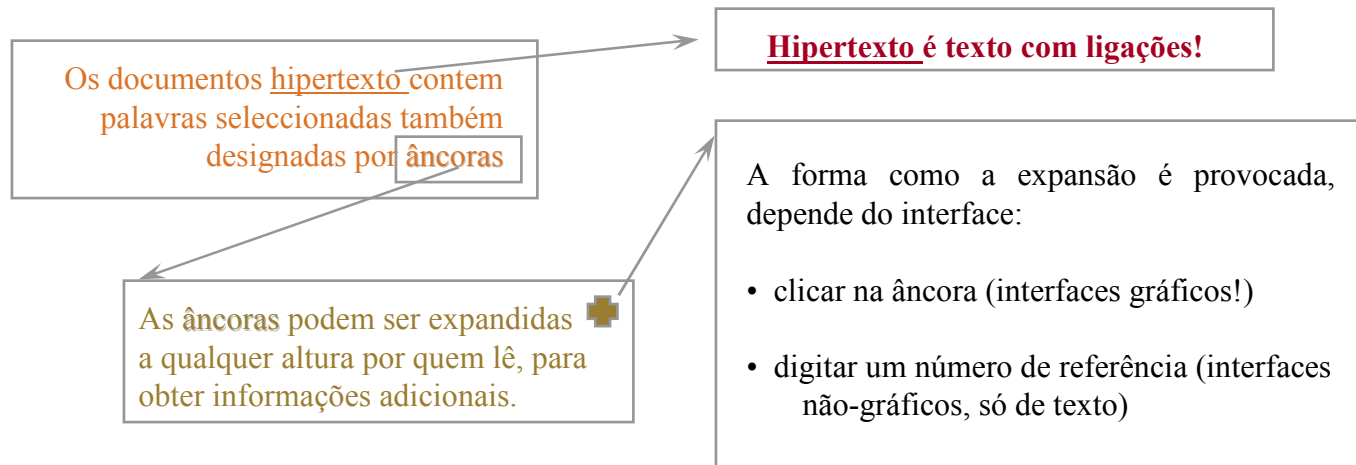 Hipertexto é texto com ligações!
Os documentos hipertexto contem
palavras seleccionadas também
designadas por âncoras
As âncoras podem ser expandidas
a qualquer altura por quem lê, para
obter informações adicionais.
A forma como a expansão é provocada,
depende do interface:
• clicar na âncora (interfaces gráficos!)
• digitar um número de referência (interfaces
não-gráficos, só de texto)